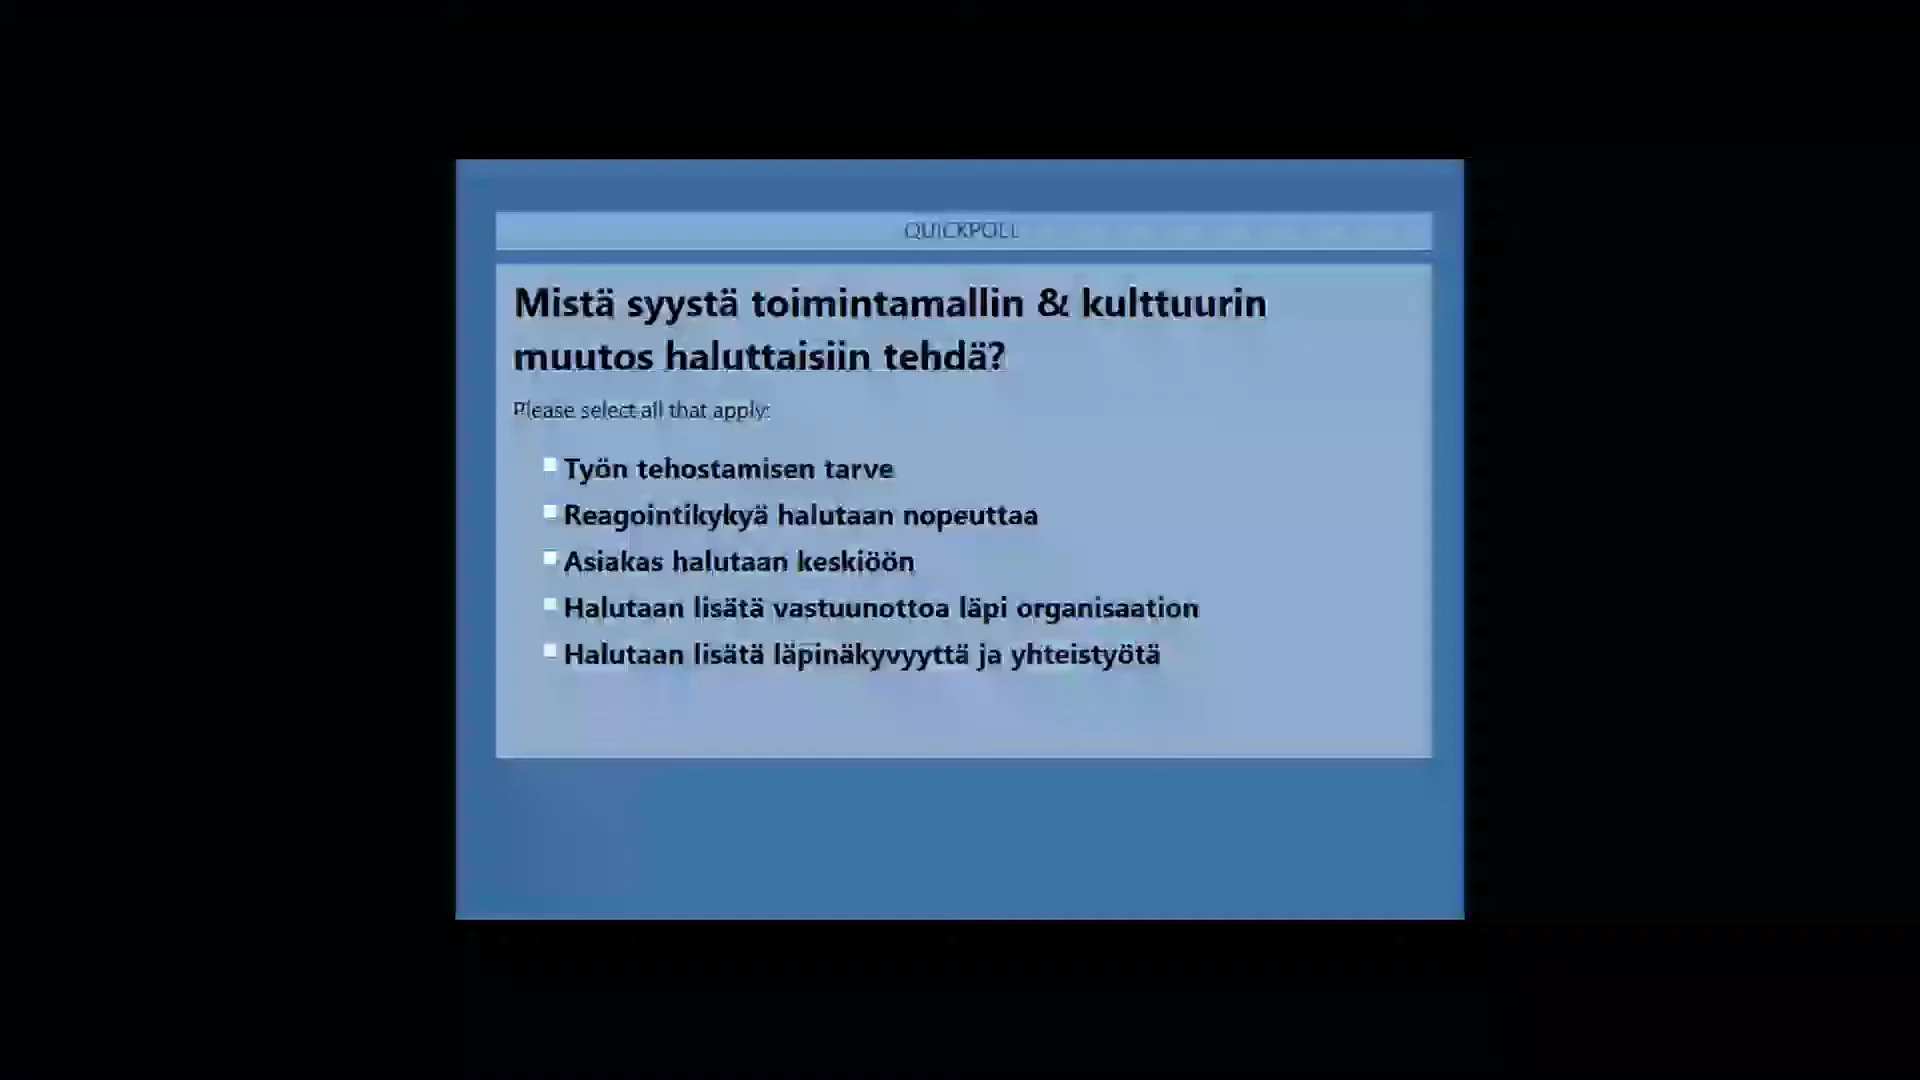 QUICKPOLL
Mistä syystä toimintamallin & kulttuurin
muutos haluttaisiin tehdä?
Please select all that apply:
Työn tehostamisen tarve
Reagointikykyä halutaan nopeuttaa
Asiakas halutaan keskiöön
Halutaan lisätä vastuunottoa läpi organisaation
Halutaan lisätä läpinäkyvyyttä ja yhteistyötä